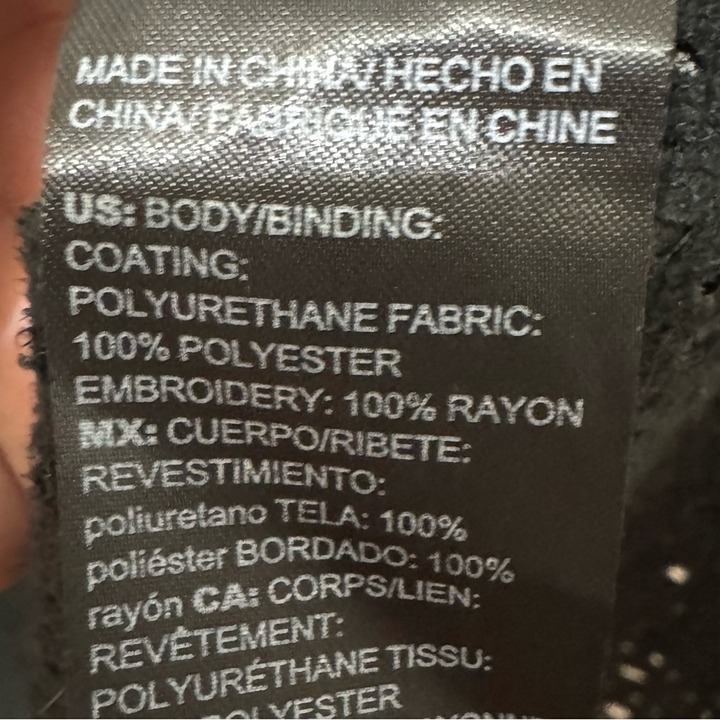 MADE IN CHINA/ HECHO EN
CHINA/ FABRIQUÉ EN CHINE
US: BODY/BINDING:
COATING:
POLYURETHANE FABRIC:
100% POLYESTER
EMBROIDERY: 100% RAYON
MX: CUERPO/RIBETE:
REVESTIMIENTO:
poliuretano TELA: 100%
poliéster BORDADO: 100%
rayón CA: CORPS/LIEN:
REVÊTEMENT:
POLYURÉTHANE TISSU:
POLYESTER